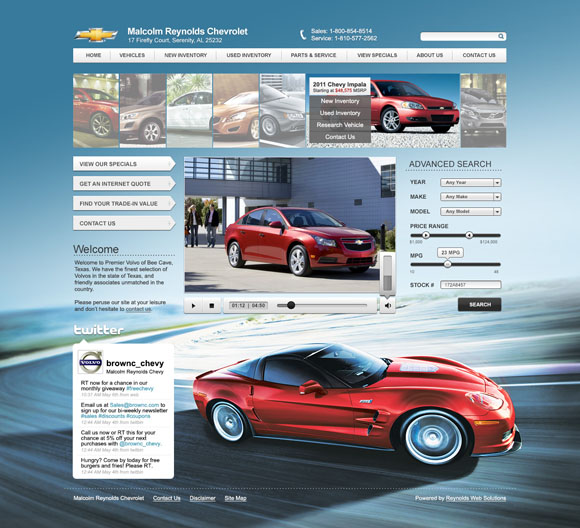 Malcolm Reynolds Chevrolet
17 Firefly Court, Serenity, AL 25232
Sales: 1-800-854-8514
Service: 1-810-577-2562
HOME VEHICLES NEW INVENTORY USED INVENTORY PARTS & SERVICE VIEW SPECIALS ABOUT US CONTACT US
2011 Chevy Impala
Starting at $48,575 MSRP
New Inventory
Used Inventory
Research Vehicle
Contact Us
VIEW OUR SPECIALS
GET AN INTERNET QUOTE
FIND YOUR TRADE-IN VALUE
CONTACT US
Welcome
Welcome to Premier Volvo of Bee Cave,
Texas. We have the finest selection of
Volvos in the state of Texas, and
friendly associates unmatched in the
country.
Please peruse our site at your leisure
and don't hesitate to contact us.
01:12 | 04:50
ADVANCED SEARCH
YEAR Any Year
MAKE Any Make
MODEL Any Model
PRICE RANGE
$1,000 $124,000
MPG 23 MPG
10 48
STOCK # 172A8457
SEARCH
twitter
VOLVO
brownc_chevy
Malcolm Reynolds Chevy
RT now for a chance in our
monthly giveaway #freechevy
10:37 AM May 6th from web
Email us at Sales@brownc.com to
sign up for our bi-weekly newsletter
#sales #discounts #coupons
12:44 AM May 4th from twitbin
Call us now or RT this for your
chance at 5% off your next
purchases with @brownc_chevy.
12:44 AM May 4th from twitbin
Hungry? Come by today for free
burgers and fries! Please RT.
12:44 AM May 4th from twitbin
Malcolm Reynolds Chevrolet Contact Us Disclaimer Site Map
Powered by Reynolds Web Solutions